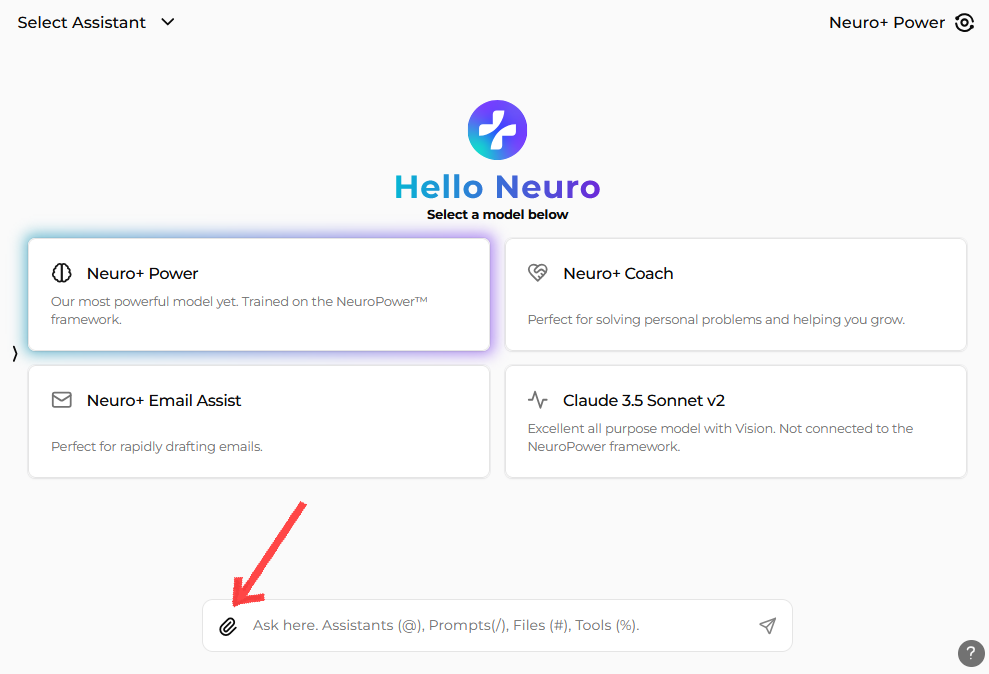 Select Assistant
Neuro+ Power
Hello Neuro
Select a model below
Neuro+ Power
Our most powerful model yet. Trained on the NeuroPower™
framework.
Neuro+ Coach
Perfect for solving personal problems and helping you grow.
Neuro+ Email Assist
Perfect for rapidly drafting emails.
Claude 3.5 Sonnet v2
Excellent all purpose model with Vision. Not connected to the
NeuroPower framework.
Ask here. Assistants (@), Prompts(/), Files (#), Tools (%).
?